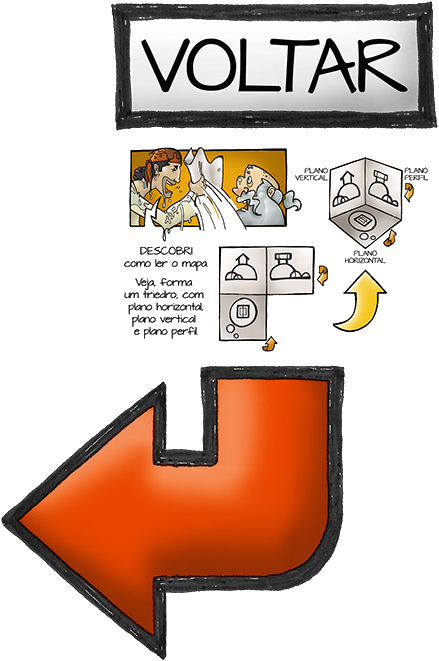 VOLTAR
PLANO
VERTICAL
PLANO
PERFIL
PLANO
HORIZONTAL
DESCOBRI
como ler o mapa.
Veja, forma
um triedro, com
plano horizontal,
plano vertical
e plano perfil.